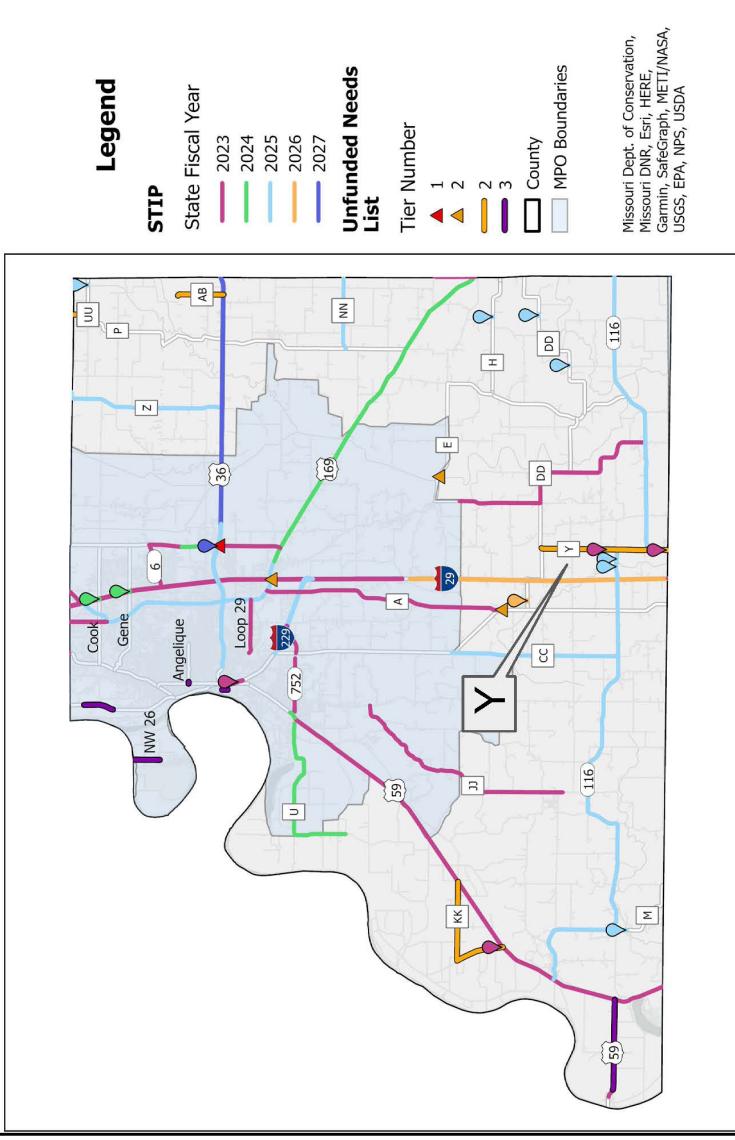 Legend
STIP
State Fiscal Year
2023
2024
2025
2026
2027
Unfunded Needs
List
Tier Number
1
2
2
3
County
MPO Boundaries
Missouri Dept. of Conservation,
Missouri DNR, Esri, HERE,
Garmin, SafeGraph, METI/NASA,
USGS, EPA, NPS, USDA
UU
P
AB
Z
36
NN
169
H
DD
116
E
DD
6
Cook
Gene
Angelique
Loop 29
229
A
29
Y
CC
NW 26
752
Y
U
59
JJ
116
KK
M
59